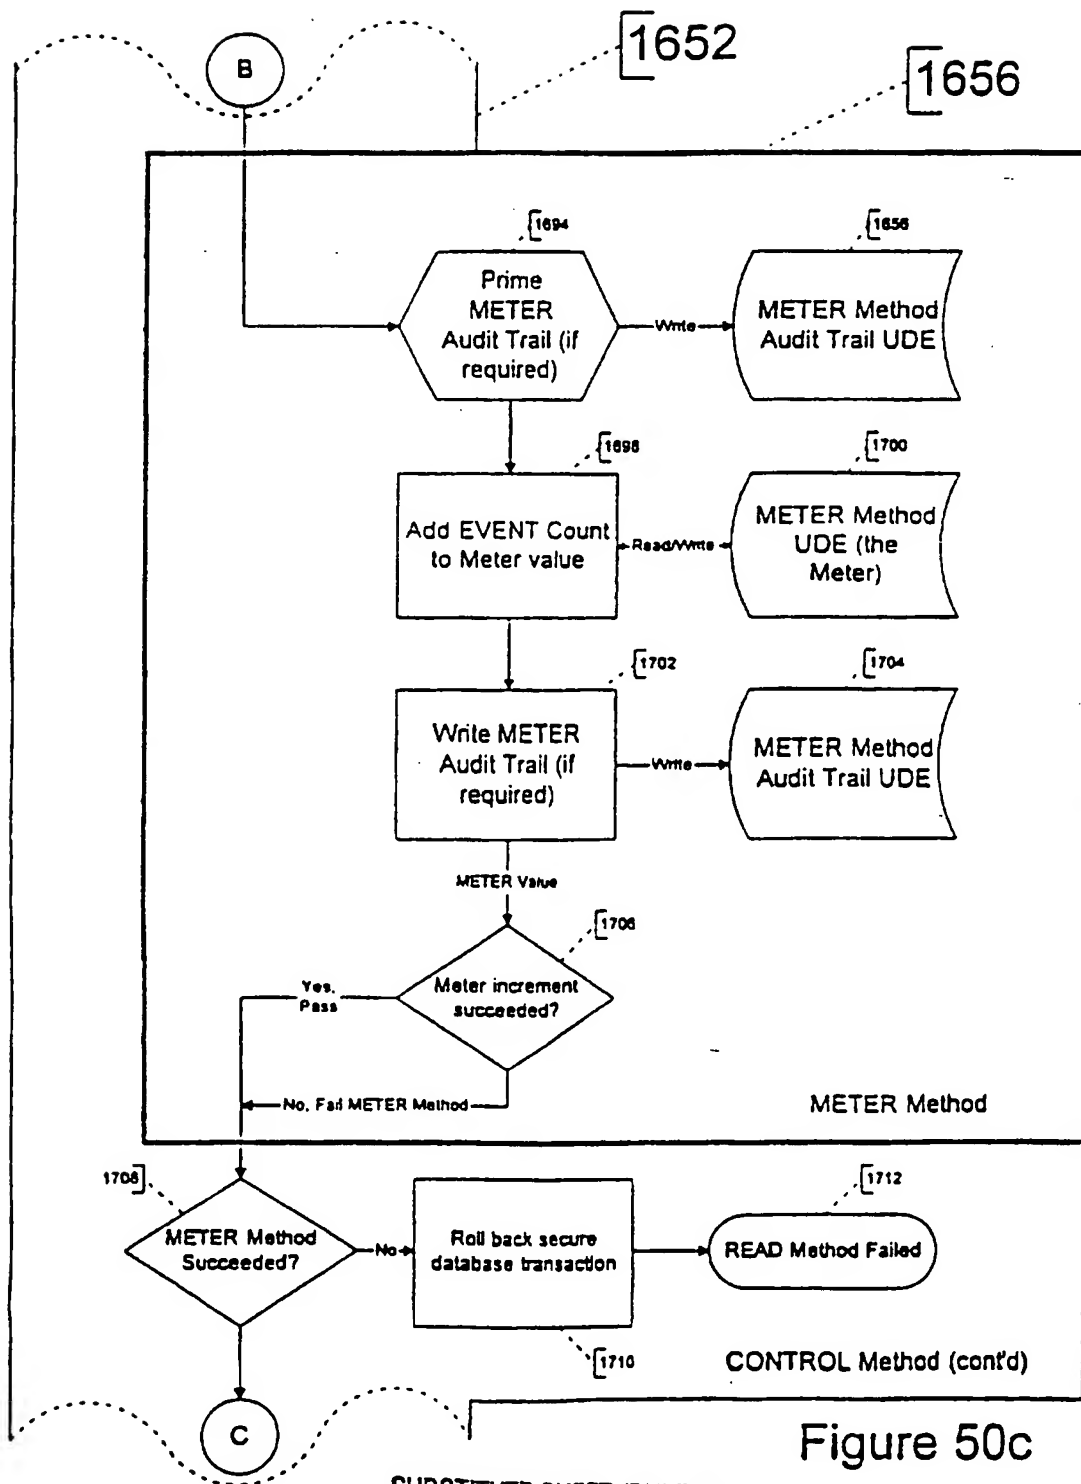 1652
1656
B
1694
Prime
METER
Audit Trail (if
required)
Write
1656
METER Method
Audit Trail UDE
1698
Add EVENT Count
to Meter value
Read/Write
1700
METER Method
UDE (the
Meter)
1702
Write METER
Audit Trail (if
required)
Write
1704
METER Method
Audit Trail UDE
METER Value
1706
Meter increment
succeeded?
Yes,
Pass
No, Fail METER Method
METER Method
1708
METER Method
Succeeded?
No
Roll back secure
database transaction
1710
1712
READ Method Failed
CONTROL Method (cont'd)
C
Figure 50c